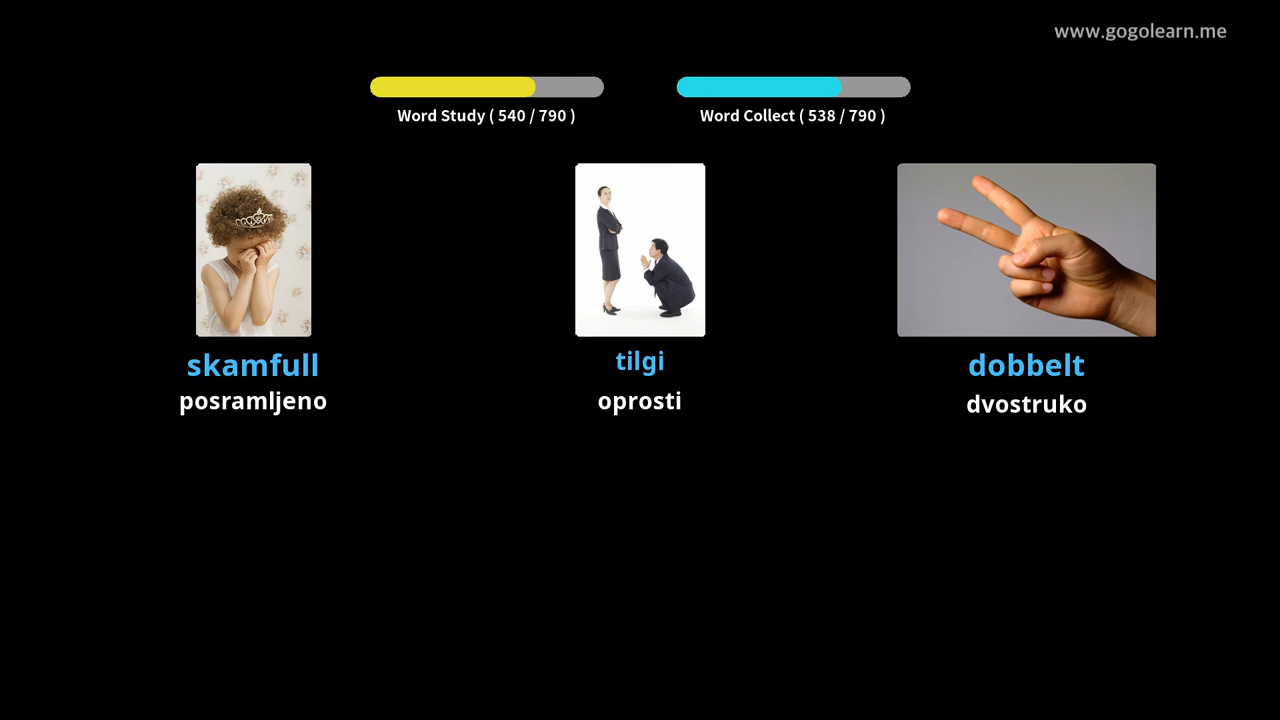 www.gogolearn.me
Word Study ( 540 / 790 )
Word Collect ( 538 / 790 )
skamfull
posramljeno
tilgi
oprosti
dobbelt
dvostruko